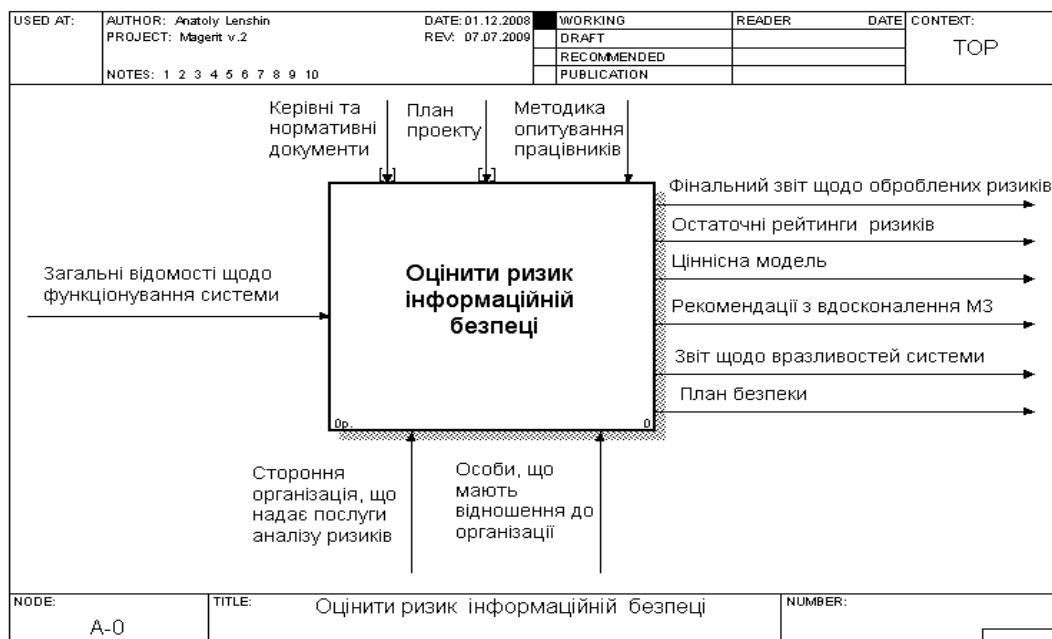 USED AT:
AUTHOR: Anatoly Lenshin
DATE: 01.12.2008
WORKING
READER
DATE
CONTEXT:
PROJECT: Magerit v.2
REV: 07.07.2009
DRAFT
TOP
RECOMMENDED
NOTES: 1 2 3 4 5 6 7 8 9 10
PUBLICATION
Керівні та
нормативні
документи
План
проекту
Методика
опитування
працівників
Загальні відомості щодо
функціонування системи
Оцінити ризик
інформаційній
безпеці
0р.
0
Фінальний звіт щодо оброблених ризиків
Остаточні рейтинги ризиків
Ціннісна модель
Рекомендації з вдосконалення МЗ
Звіт щодо вразливостей системи
План безпеки
Стороння
організація, що
надає послуги
аналізу ризиків
Особи, що
мають
відношення до
організації
NODE:
A-0
TITLE:
Оцінити ризик інформаційній безпеці
NUMBER: